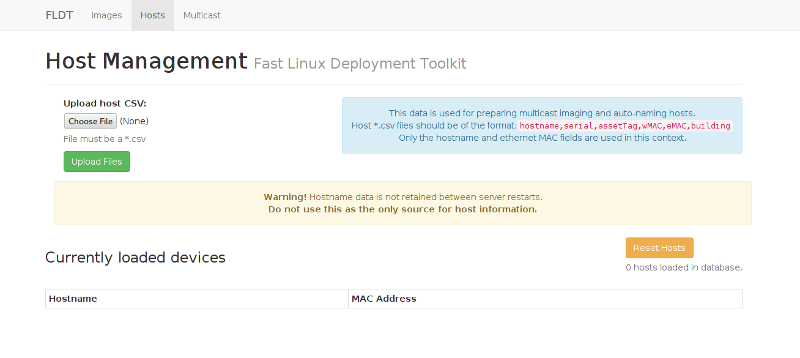 FLDT Images Hosts Multicast
Host Management Fast Linux Deployment Toolkit
Upload host CSV:
Choose File (None)
File must be a *.csv
Upload Files
This data is used for preparing multicast imaging and auto-naming hosts.
Host *.csv files should be of the format: hostname,serial,assetTag,wMAC,eMAC,building
Only the hostname and ethernet MAC fields are used in this context.
Warning! Hostname data is not retained between server restarts.
Do not use this as the only source for host information.
Currently loaded devices
Reset Hosts
0 hosts loaded in database.
Hostname MAC Address